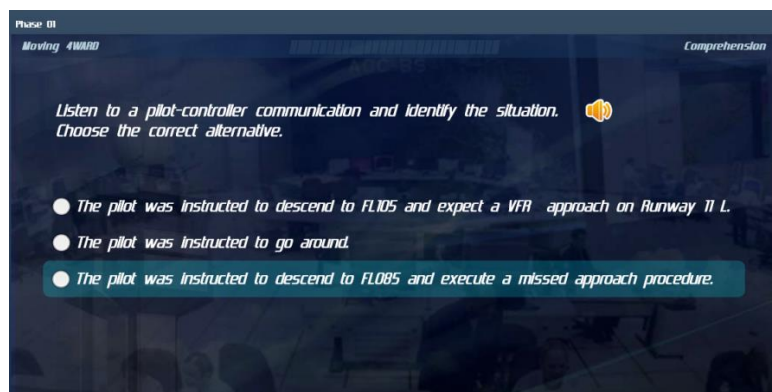 Phase 01
Moving 4WARD
Comprehension
ACC BS
Listen to a pilot-controller communication and identify the situation.
Choose the correct alternative.
The pilot was instructed to descend to FL105 and expect a VFR approach on Runway 11 L.
The pilot was instructed to go around.
The pilot was instructed to descend to FL085 and execute a missed approach procedure.